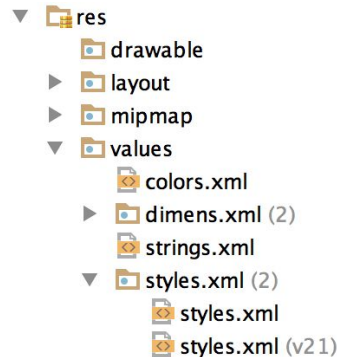 res
drawable
layout
mipmap
values
colors.xml
dimens.xml (2)
strings.xml
styles.xml (2)
styles.xml
styles.xml (v21)